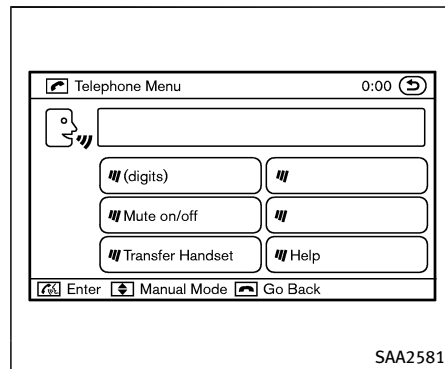 Telephone Menu 0:00
(digits)
Mute on/off
Transfer Handset Help
Enter Manual Mode Go Back
SAA2581